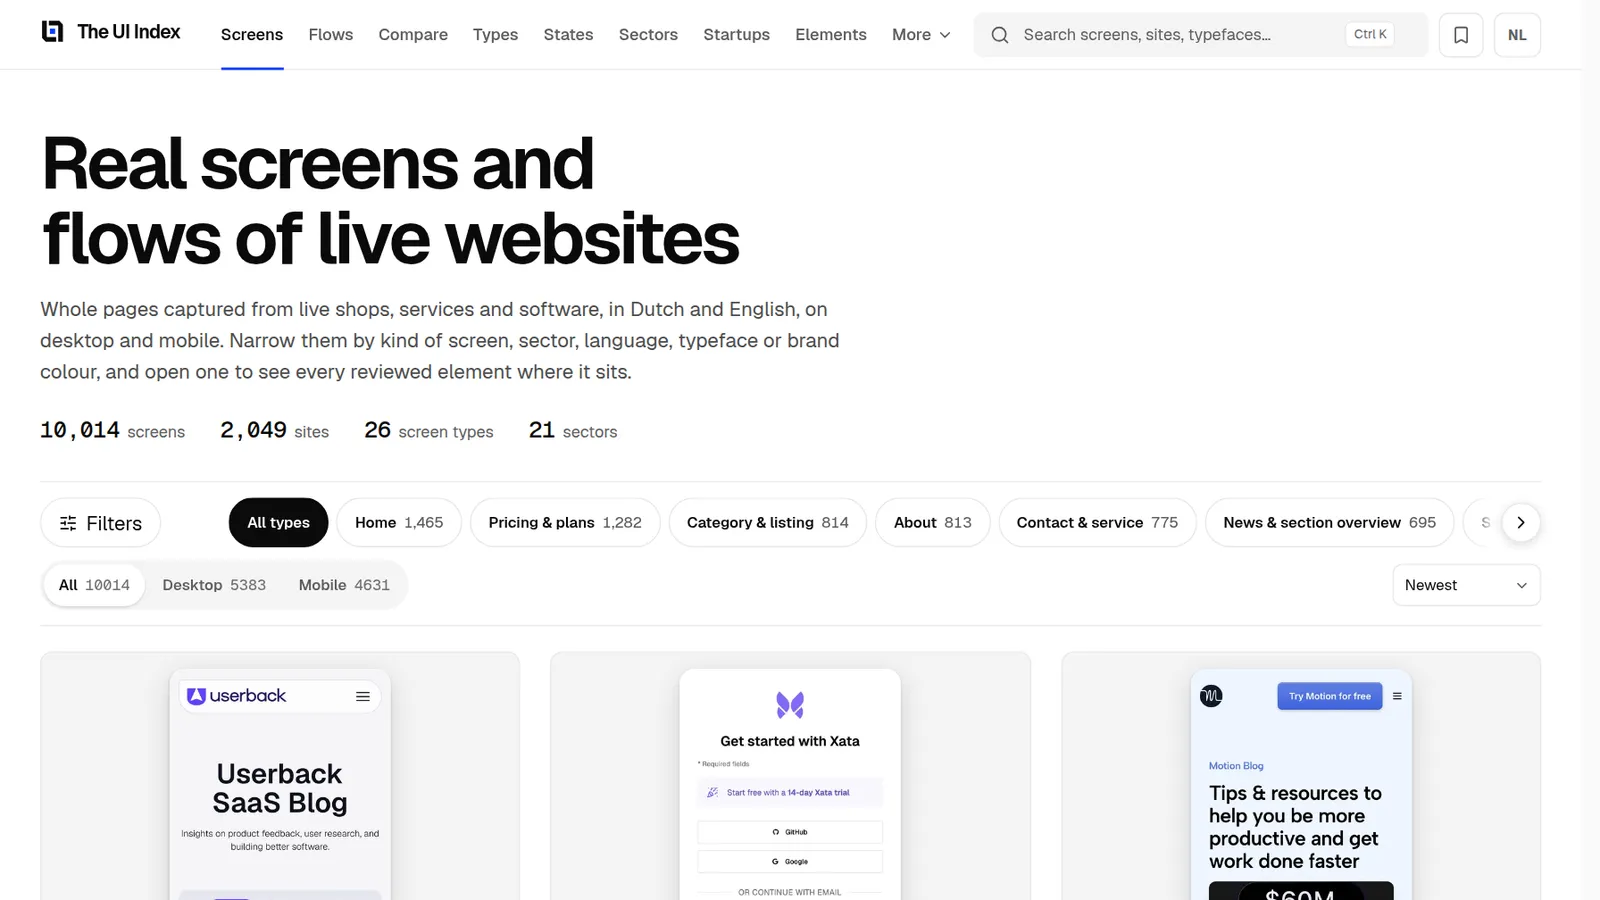 The UI Index
Screens Flows Compare Types States Sectors Startups Elements More
Search screens, sites, typefaces... Ctrl K
NL
Real screens and
flows of live websites
Whole pages captured from live shops, services and software, in Dutch and English, on
desktop and mobile. Narrow them by kind of screen, sector, language, typeface or brand
colour, and open one to see every reviewed element where it sits.
10,014 screens 2,049 sites 26 screen types 21 sectors
Filters All types Home 1,465 Pricing & plans 1,282 Category & listing 814 About 813 Contact & service 775 News & section overview 695 S
All 10014 Desktop 5383 Mobile 4631 Newest
userback
Userback
SaaS Blog
Insights on product feedback, user research, and
building better software.
Get started with Xata
* Required fields
Start free with a 14-day Xata trial
GitHub
Google
OR CONTINUE WITH EMAIL
M Try Motion for free
Motion Blog
Tips & resources to
help you be more
productive and get
work done faster
$60M